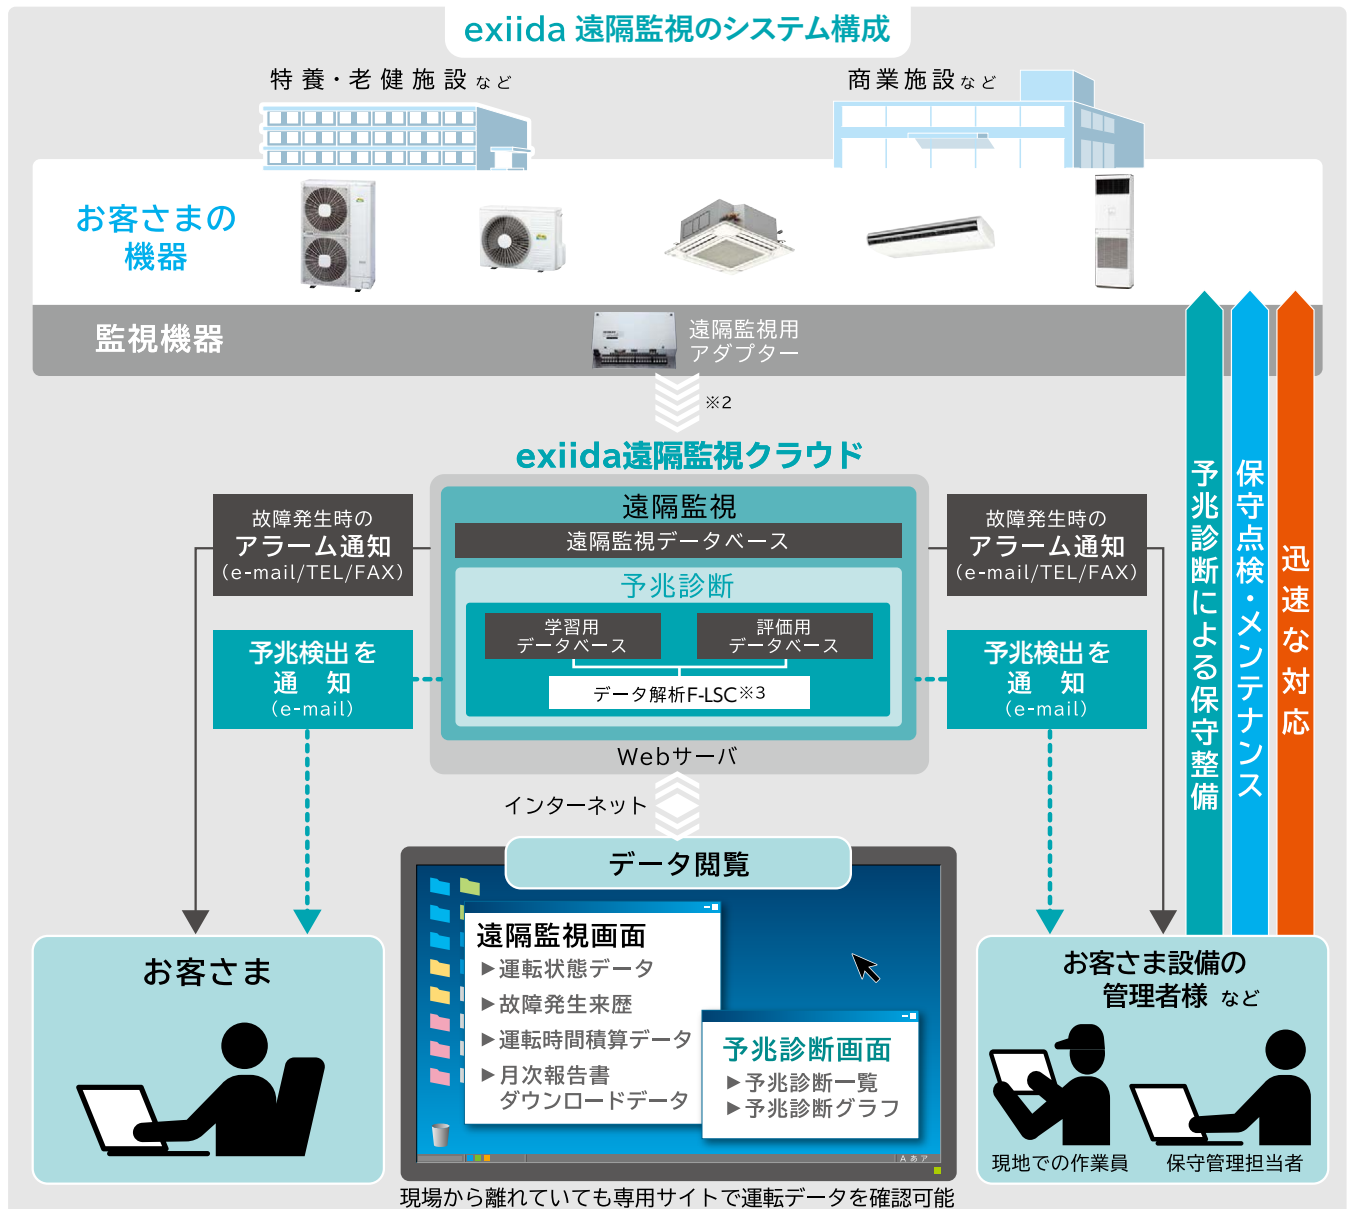 exiida 遠隔監視のシステム構成
特養・老健施設 など
商業施設 など
お客さまの
機器
監視機器
遠隔監視用
アダプター
※2
exiida遠隔監視クラウド
遠隔監視
遠隔監視データベース
予兆診断
学習用
データベース
評価用
データベース
データ解析F-LSC※3
Webサーバ
故障発生時の
アラーム通知
(e-mail/TEL/FAX)
予兆検出を
通 知
(e-mail)
故障発生時の
アラーム通知
(e-mail/TEL/FAX)
予兆検出を
通 知
(e-mail)
予兆診断による保守整備
保守点検・メンテナンス
迅速な対応
インターネット
データ閲覧
遠隔監視画面
▶運転状態データ
▶故障発生来歴
▶運転時間積算データ
▶月次報告書
ダウンロードデータ
予兆診断画面
▶予兆診断一覧
▶予兆診断グラフ
A あ ア
お客さま
お客さま設備の
管理者様 など
現地での作業員
保守管理担当者
現場から離れていても専用サイトで運転データを確認可能